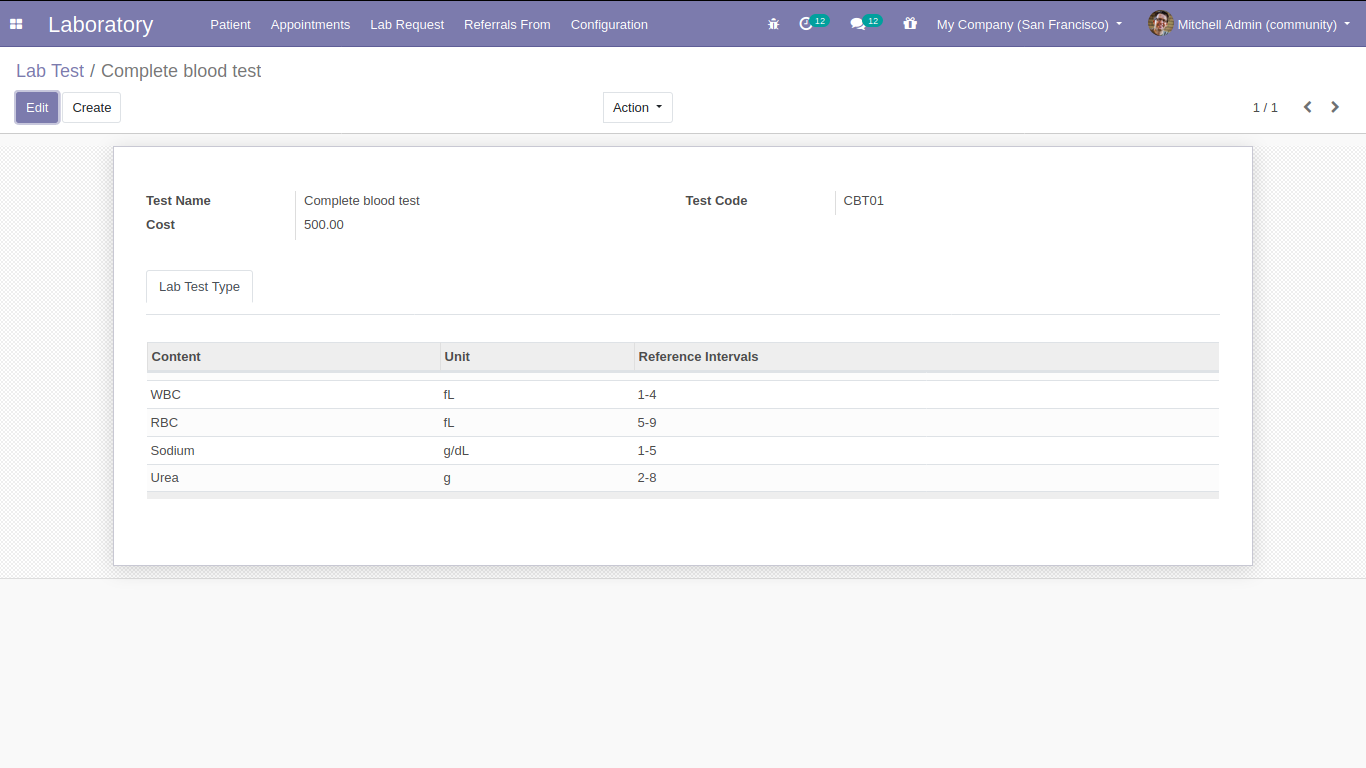 Laboratory Patient Appointments Lab Request Referrals From Configuration 12 12 My Company (San Francisco) Mitchell Admin (community)
Lab Test / Complete blood test
Edit Create Action 1 / 1
Test Name Complete blood test Test Code CBT01
Cost 500.00
Lab Test Type
Content Unit Reference Intervals
WBC fL 1-4
RBC fL 5-9
Sodium g/dL 1-5
Urea g 2-8